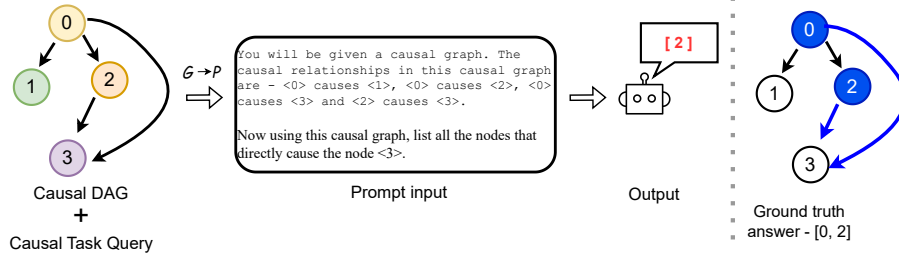 0
1
2
3
Causal DAG
+
Causal Task Query
G→P
You will be given a causal graph. The
causal relationships in this causal graph
are - <0> causes <1>, <0> causes <2>, <0>
causes <3> and <2> causes <3>.
Now using this causal graph, list all the nodes that
directly cause the node <3>.
Prompt input
[ 2 ]
Output
0
1
2
3
Ground truth
answer - [0, 2]